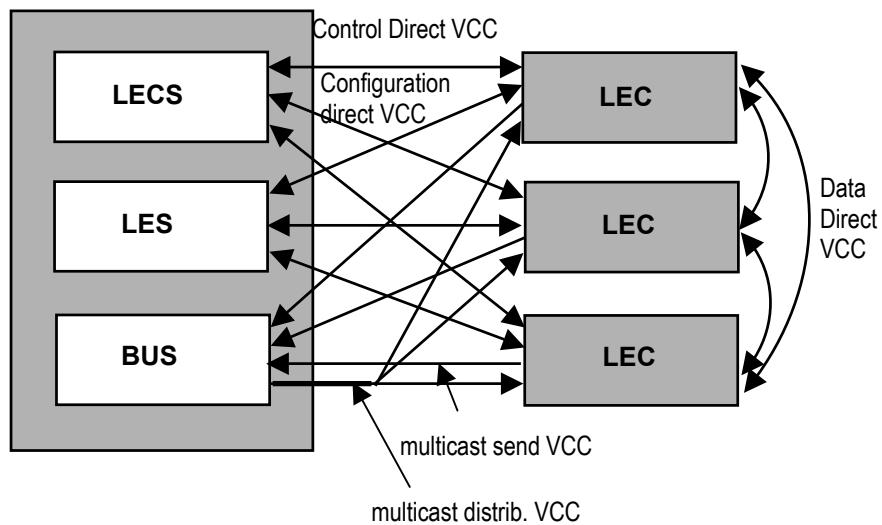 Control Direct VCC
LECS
Configuration
direct VCC
LEC
LES
LEC
Data
Direct
VCC
BUS
LEC
multicast send VCC
multicast distrib. VCC